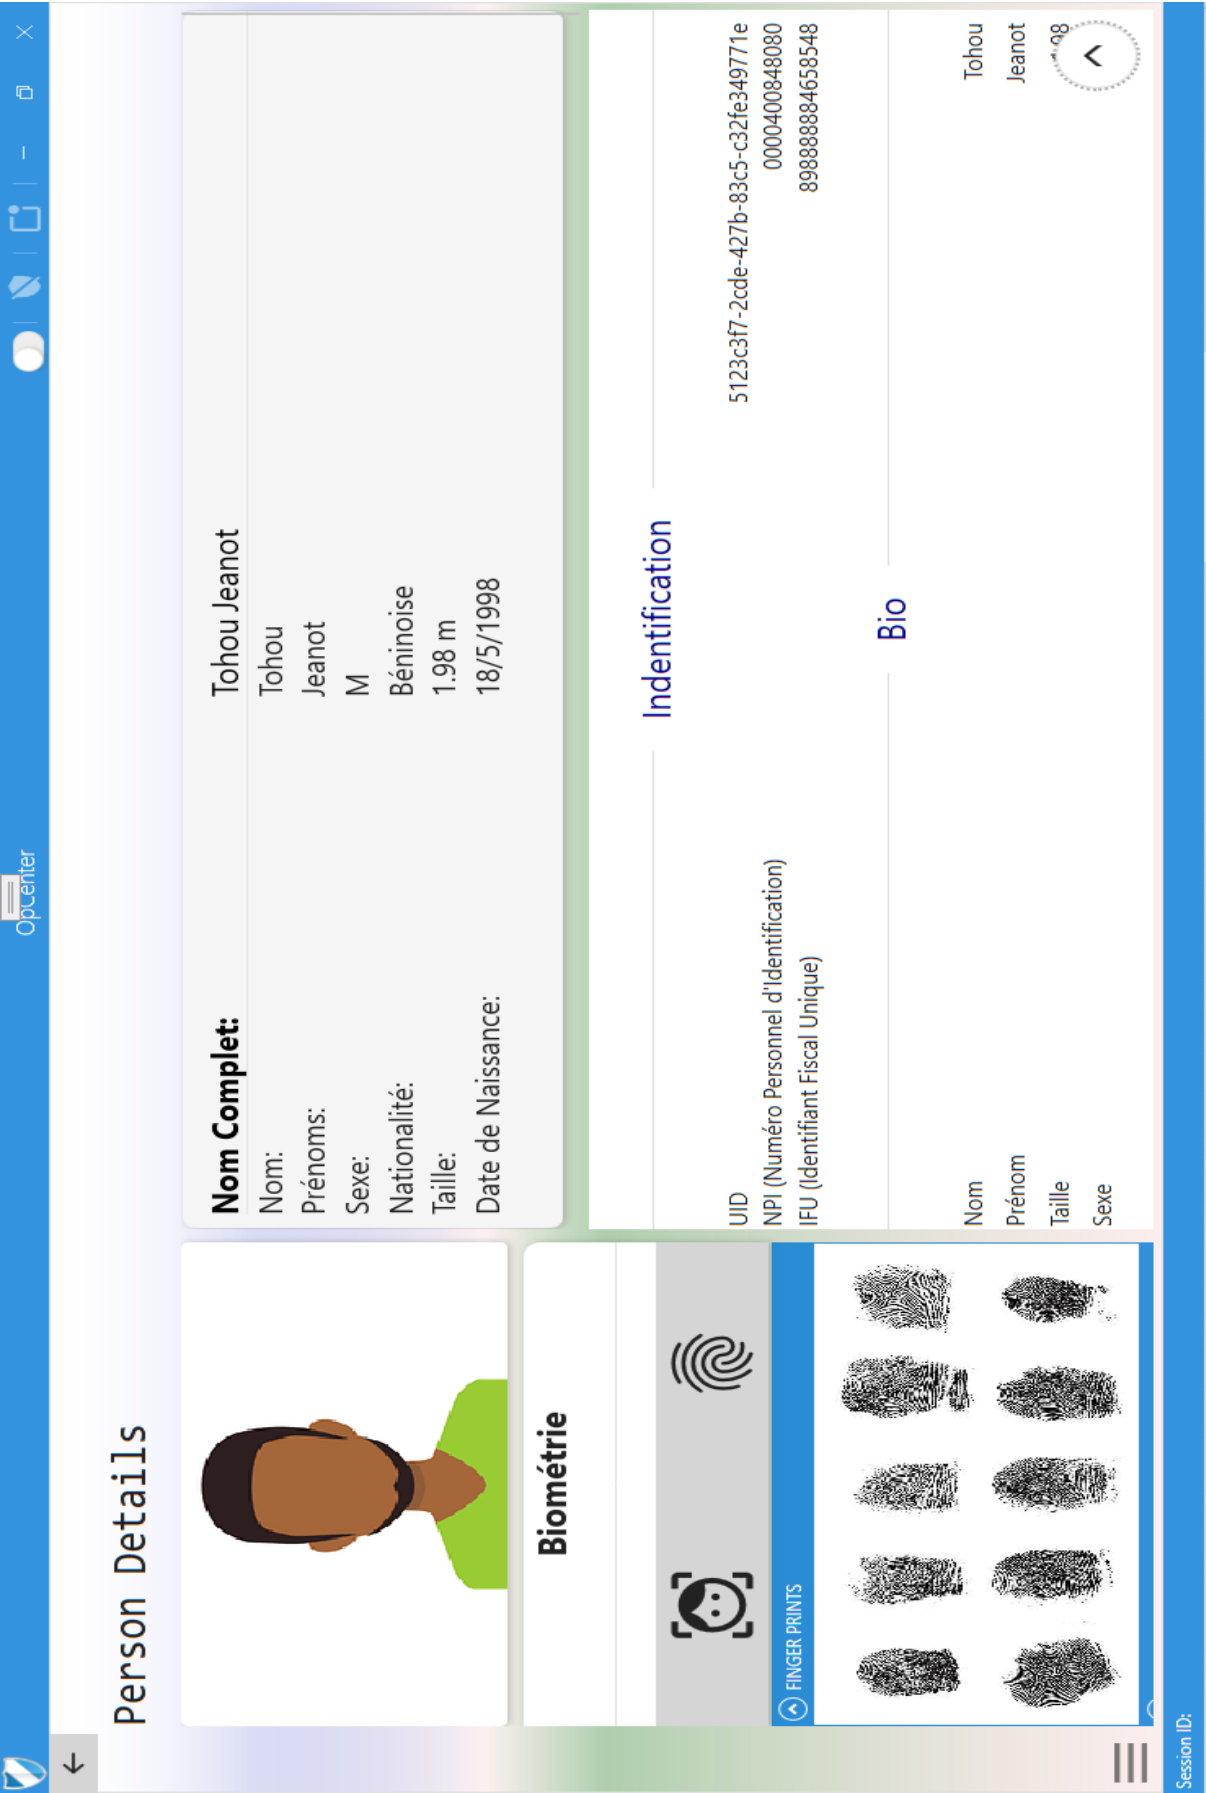 OpCenter
Person Details
Nom Complet: Tohou Jeanot
Nom: Tohou
Prénoms: Jeanot
Sexe: M
Nationalité: Béninoise
Taille: 1.98 m
Date de Naissance: 18/5/1998
Biométrie
FINGER PRINTS
Indentification
UID 5123c3f7-2cde-427b-83c5-c32fe349771e
NPI (Numéro Personnel d'Identification) 0000400848080
IFU (Identifiant Fiscal Unique) 8988888465 8548
Bio
Nom Tohou
Prénom Jeanot
Taille
Sexe
Session ID: